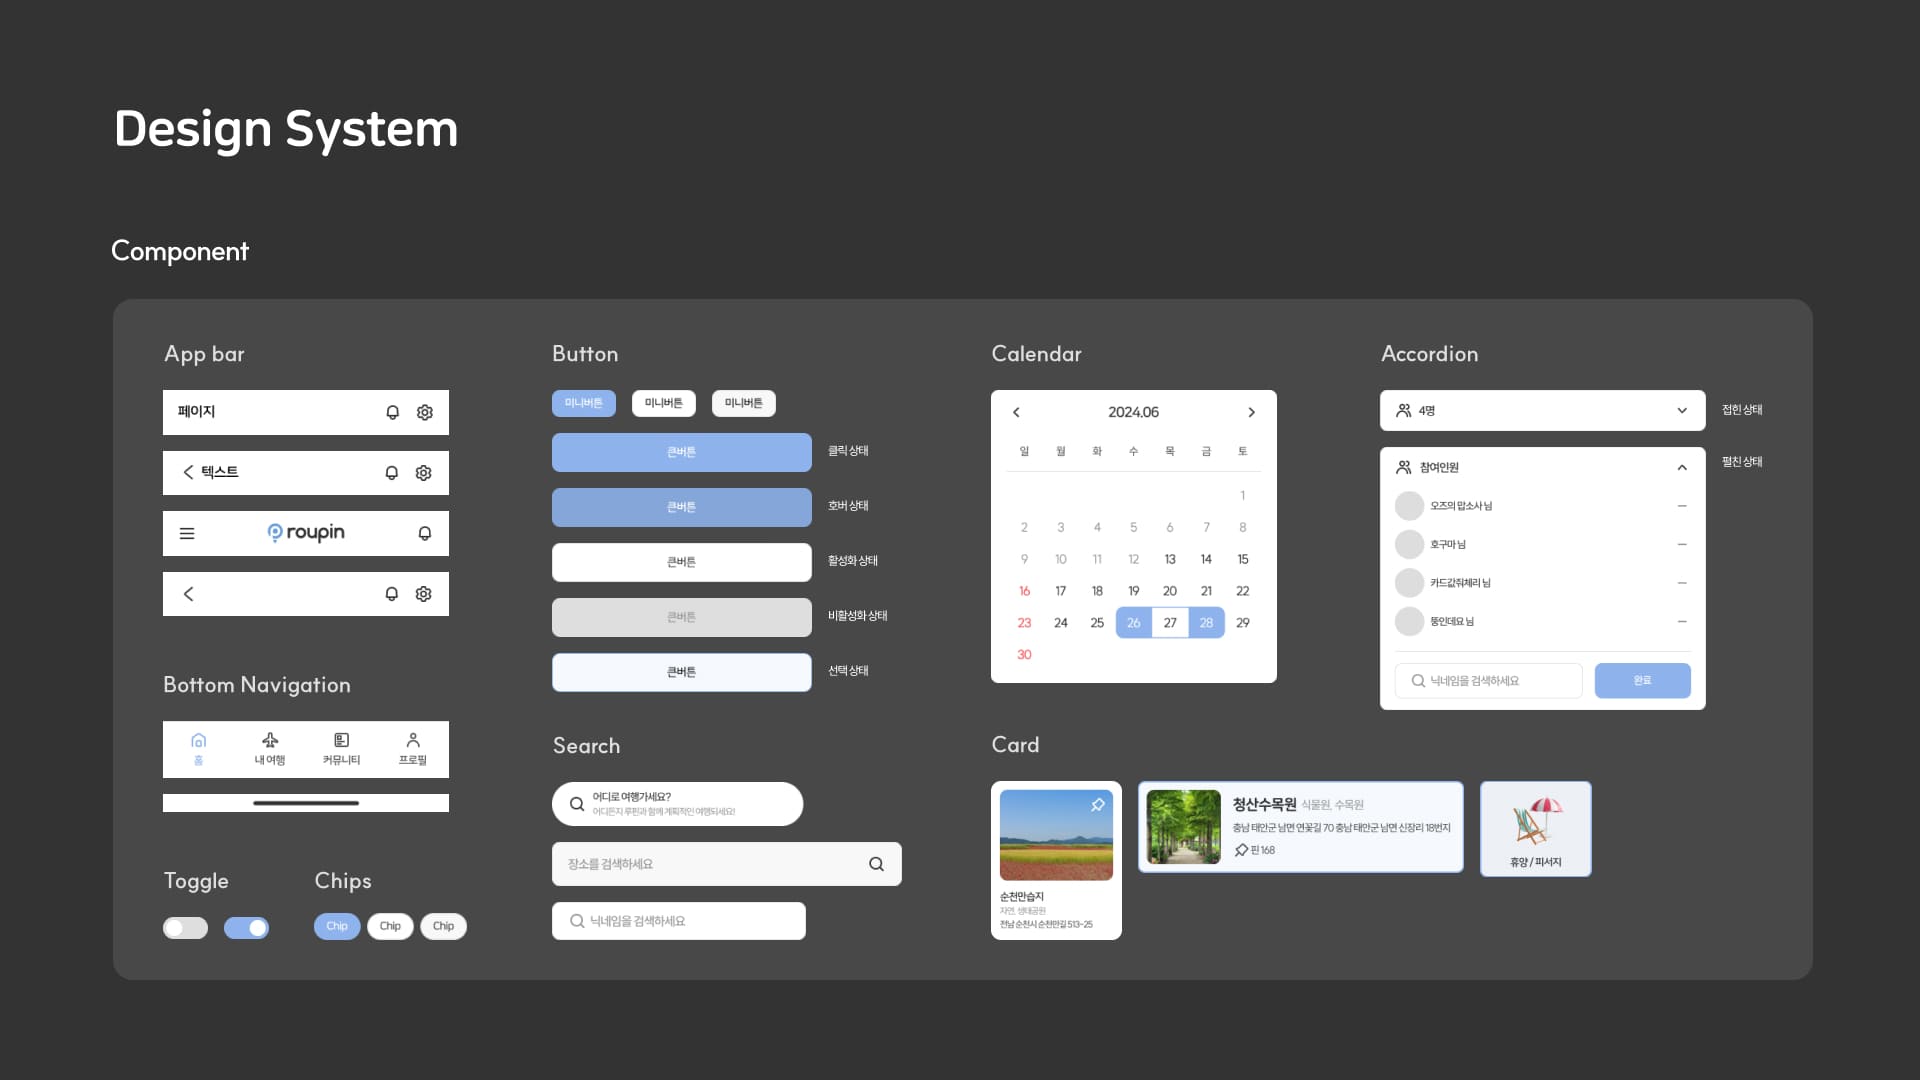 Design System
Component
App bar
페이지
텍스트
roupin
Bottom Navigation
홈
내 여행
커뮤니티
프로필
Toggle
Chips
Chip
Chip
Chip
Button
미니버튼
미니버튼
미니버튼
큰버튼
클릭 상태
큰버튼
호버 상태
큰버튼
활성화 상태
큰버튼
비활성화 상태
큰버튼
선택 상태
Search
어디로 여행가세요?
어디든지 루핀과 함께 계획적인 여행되세요!
장소를 검색하세요
닉네임을 검색하세요
Calendar
2024.06
일 월 화 수 목 금 토
1
2 3 4 5 6 7 8
9 10 11 12 13 14 15
16 17 18 19 20 21 22
23 24 25 26 27 28 29
30
Accordion
4명
접힌 상태
참여인원
펼친 상태
오즈의 맙소사 님
호구마 님
카드값줘체리 님
뚱인데요 님
닉네임을 검색하세요
완료
Card
순천만습지
자연, 생태공원
전남 순천시 순천만길 513-25
청산수목원 식물원, 수목원
충남 태안군 남면 연꽃길 70 충남 태안군 남면 신장리 18번지
핀 168
휴양 / 피서지